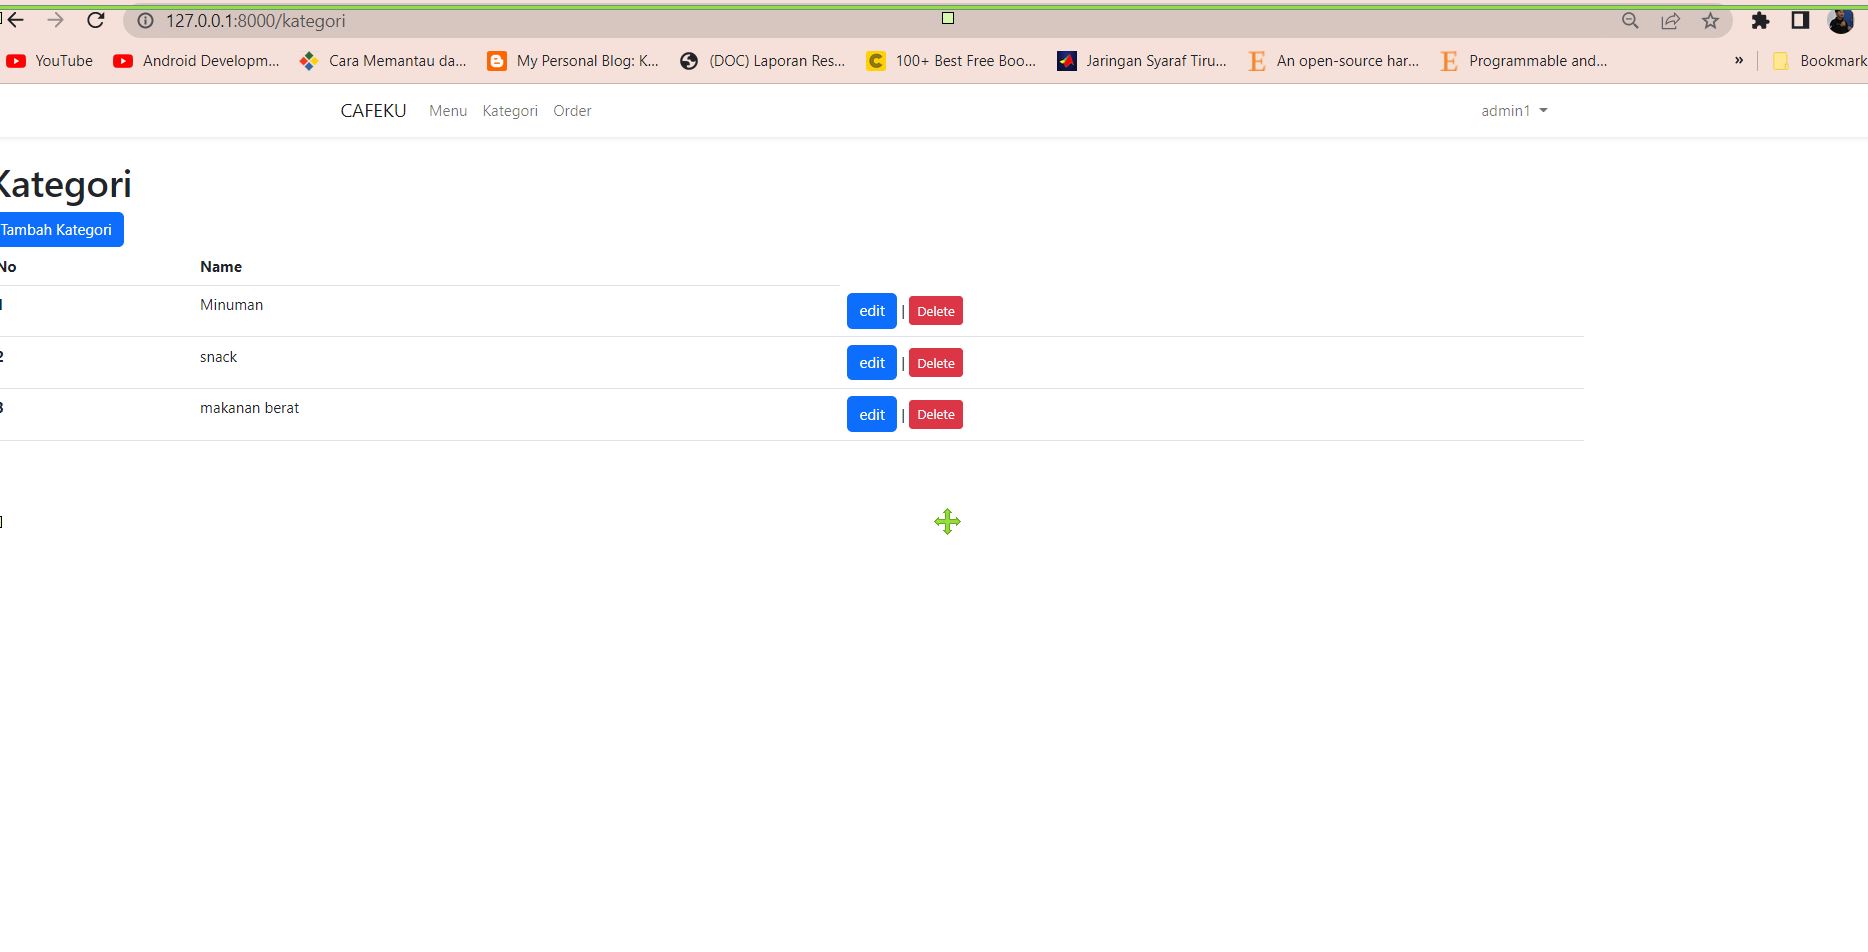 127.0.0.1:8000/kategori
YouTube Android Developm... Cara Memantau da... My Personal Blog: K... (DOC) Laporan Res... 100+ Best Free Boo... Jaringan Syaraf Tiru... An open-source har... Programmable and... » Bookmark
CAFEKU Menu Kategori Order admin1
Kategori
Tambah Kategori
No Name
1 Minuman edit | Delete
2 snack edit | Delete
3 makanan berat edit | Delete